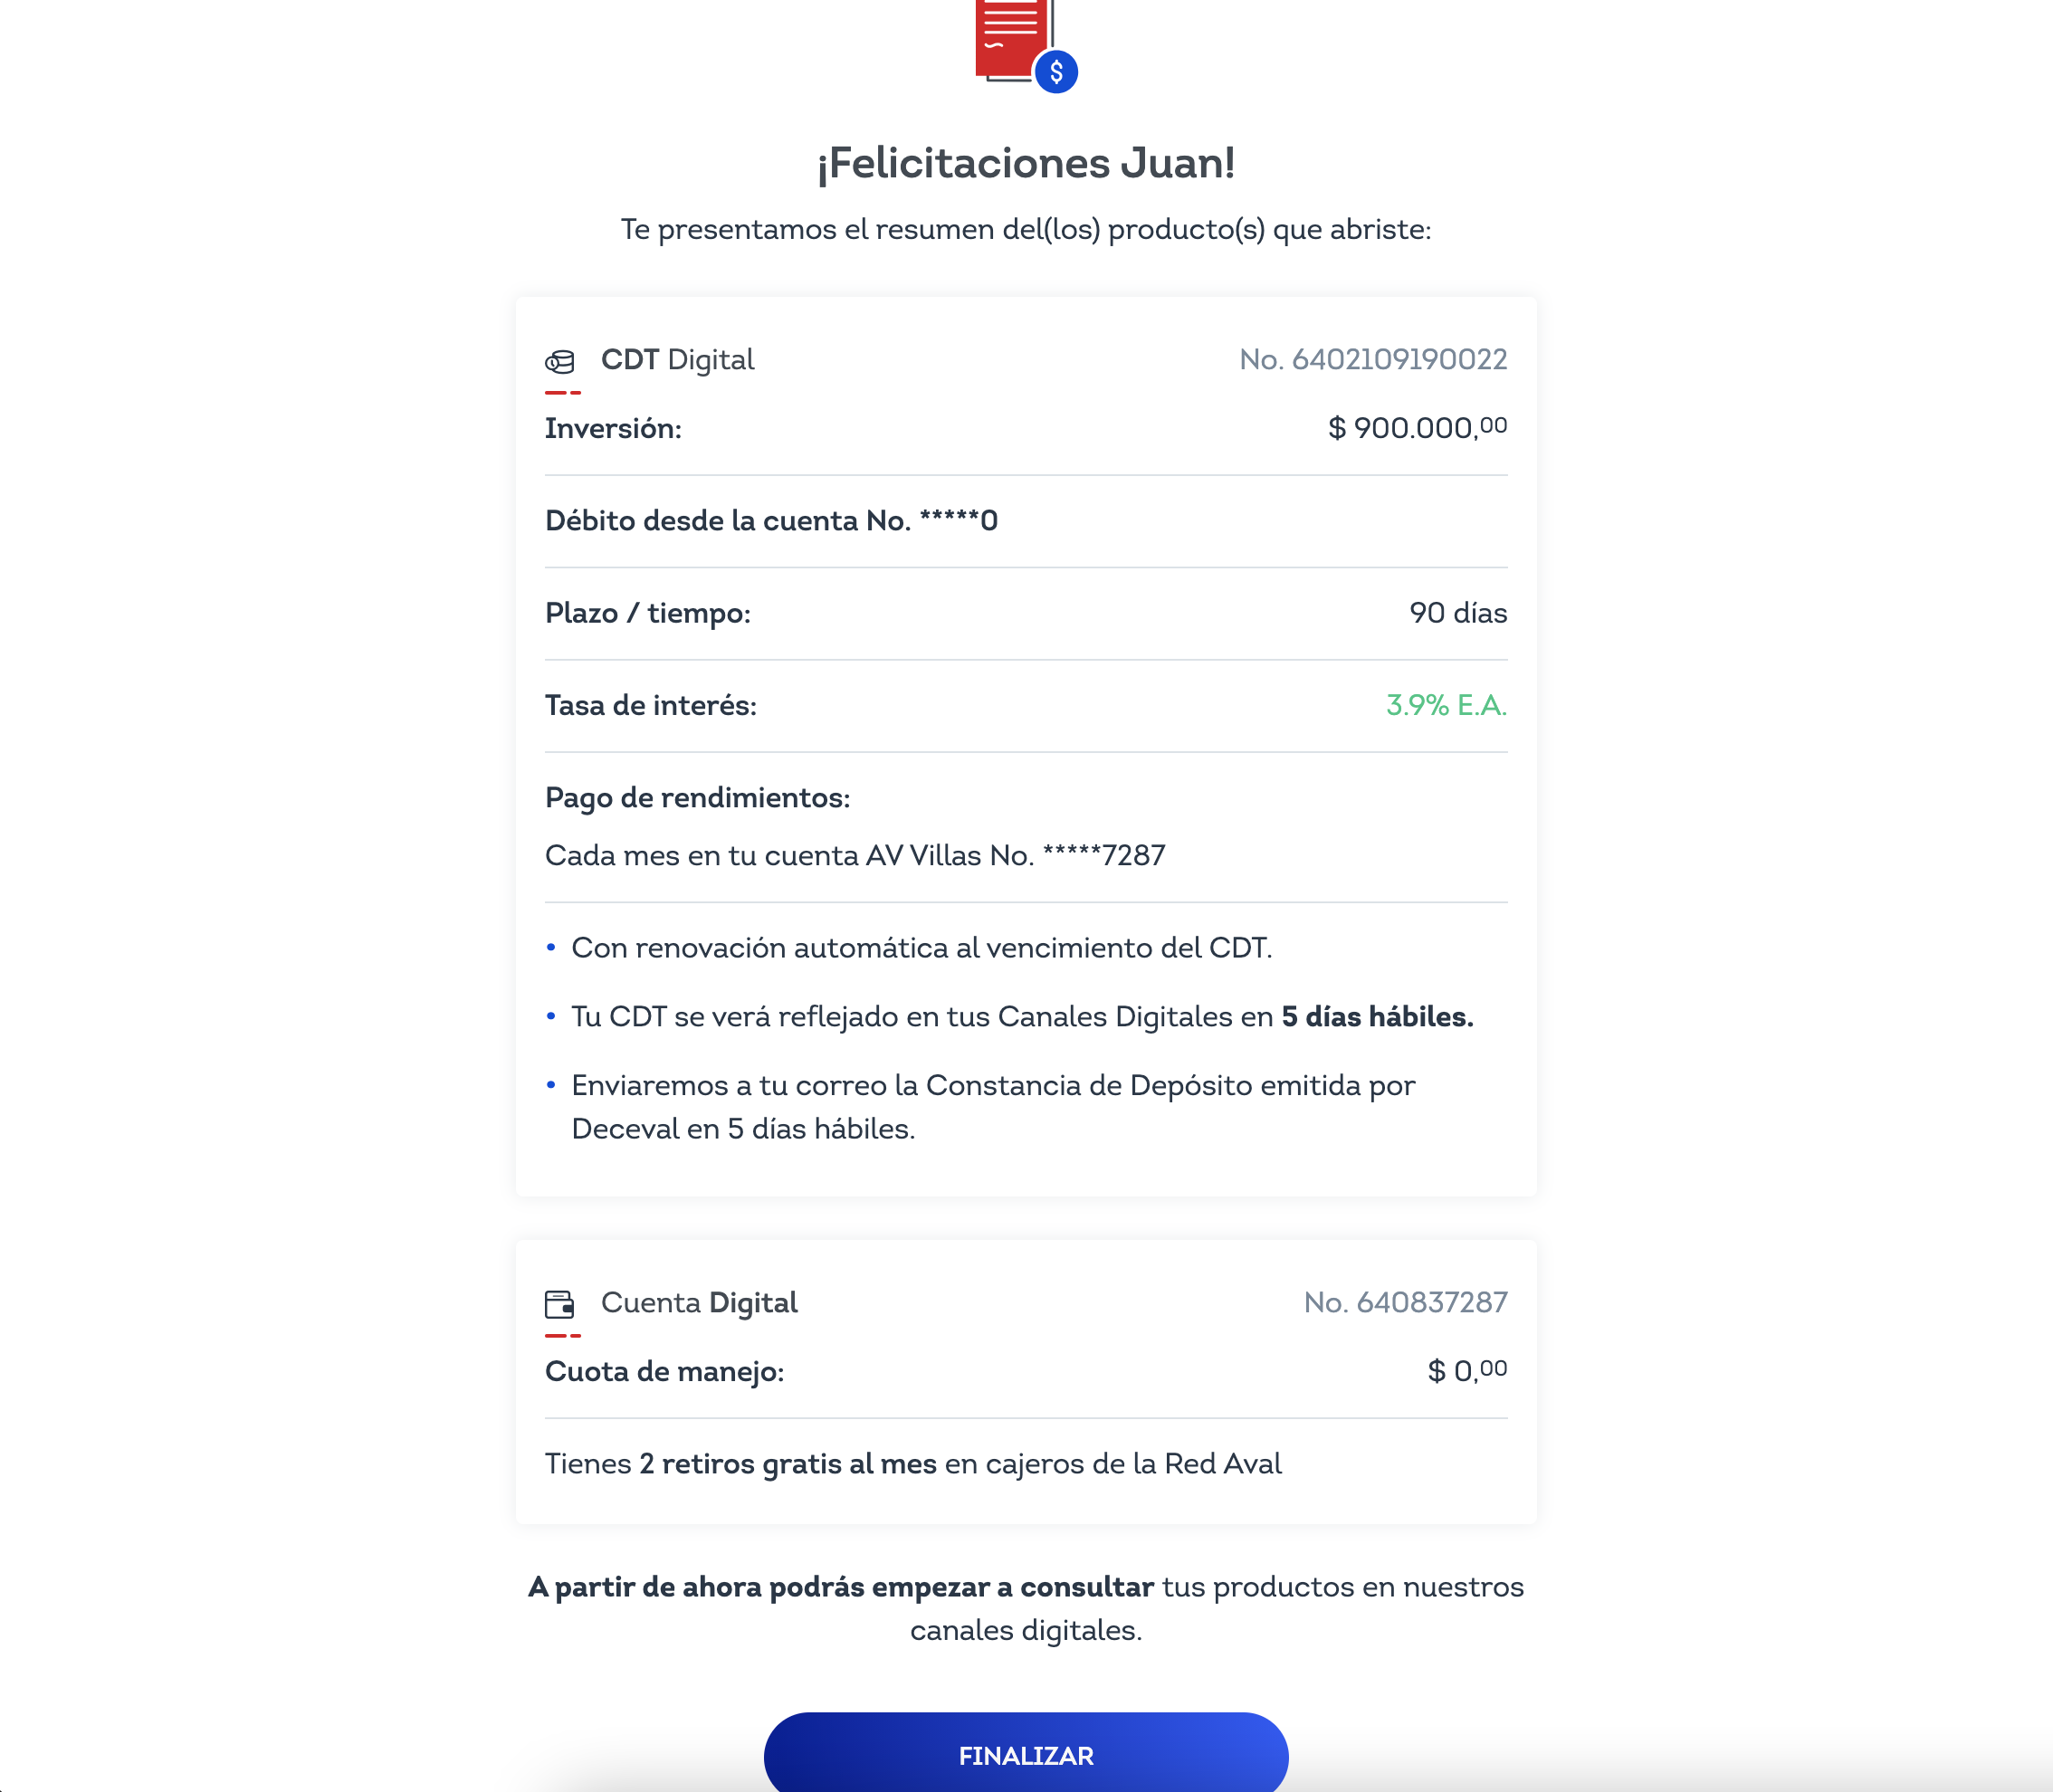 $
¡Felicitaciones Juan!
Te presentamos el resumen del(los) producto(s) que abriste:
CDT Digital No. 6402109190022
Inversión: $ 900.000,00
Débito desde la cuenta No. *****0
Plazo / tiempo: 90 días
Tasa de interés: 3.9% E.A.
Pago de rendimientos:
Cada mes en tu cuenta AV Villas No. *****7287
• Con renovación automática al vencimiento del CDT.
• Tu CDT se verá reflejado en tus Canales Digitales en 5 días hábiles.
• Enviaremos a tu correo la Constancia de Depósito emitida por
Deceval en 5 días hábiles.
Cuenta Digital No. 640837287
Cuota de manejo: $ 0,00
Tienes 2 retiros gratis al mes en cajeros de la Red Aval
A partir de ahora podrás empezar a consultar tus productos en nuestros
canales digitales.
FINALIZAR